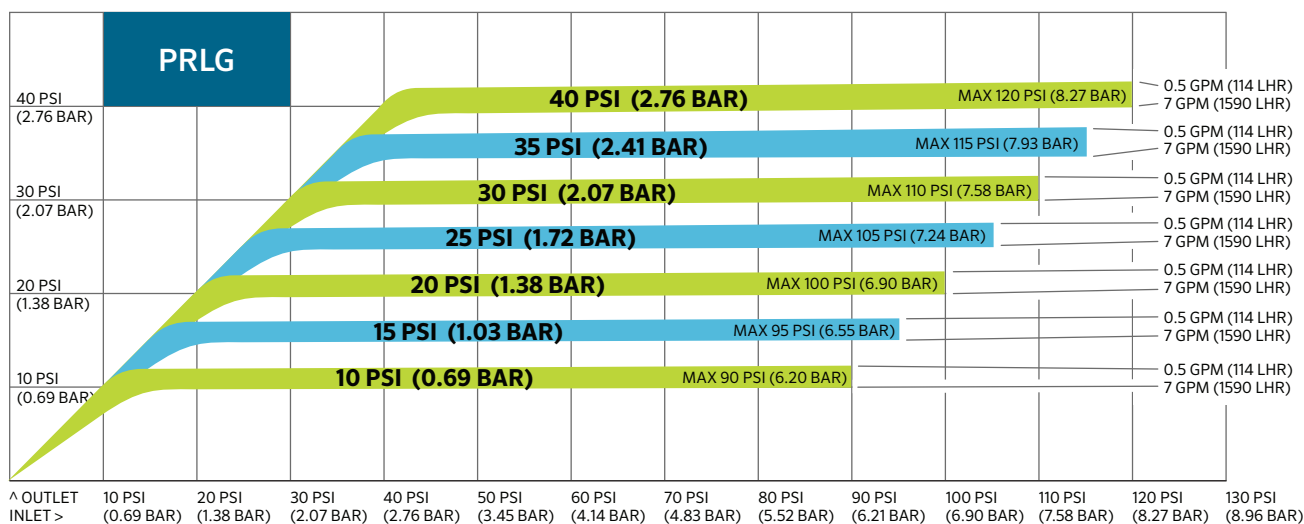 PRLG
40 PSI
(2.76 BAR)
40 PSI (2.76 BAR)
MAX 120 PSI (8.27 BAR)
0.5 GPM (114 LHR)
7 GPM (1590 LHR)
35 PSI (2.41 BAR)
MAX 115 PSI (7.93 BAR)
0.5 GPM (114 LHR)
7 GPM (1590 LHR)
30 PSI
(2.07 BAR)
30 PSI (2.07 BAR)
MAX 110 PSI (7.58 BAR)
0.5 GPM (114 LHR)
7 GPM (1590 LHR)
25 PSI (1.72 BAR)
MAX 105 PSI (7.24 BAR)
0.5 GPM (114 LHR)
7 GPM (1590 LHR)
20 PSI
(1.38 BAR)
20 PSI (1.38 BAR)
MAX 100 PSI (6.90 BAR)
0.5 GPM (114 LHR)
7 GPM (1590 LHR)
15 PSI (1.03 BAR)
MAX 95 PSI (6.55 BAR)
0.5 GPM (114 LHR)
7 GPM (1590 LHR)
10 PSI
(0.69 BAR)
10 PSI (0.69 BAR)
MAX 90 PSI (6.20 BAR)
0.5 GPM (114 LHR)
7 GPM (1590 LHR)
^ OUTLET
INLET >
10 PSI
(0.69 BAR)
20 PSI
(1.38 BAR)
30 PSI
(2.07 BAR)
40 PSI
(2.76 BAR)
50 PSI
(3.45 BAR)
60 PSI
(4.14 BAR)
70 PSI
(4.83 BAR)
80 PSI
(5.52 BAR)
90 PSI
(6.21 BAR)
100 PSI
(6.90 BAR)
110 PSI
(7.58 BAR)
120 PSI
(8.27 BAR)
130 PSI
(8.96 BAR)